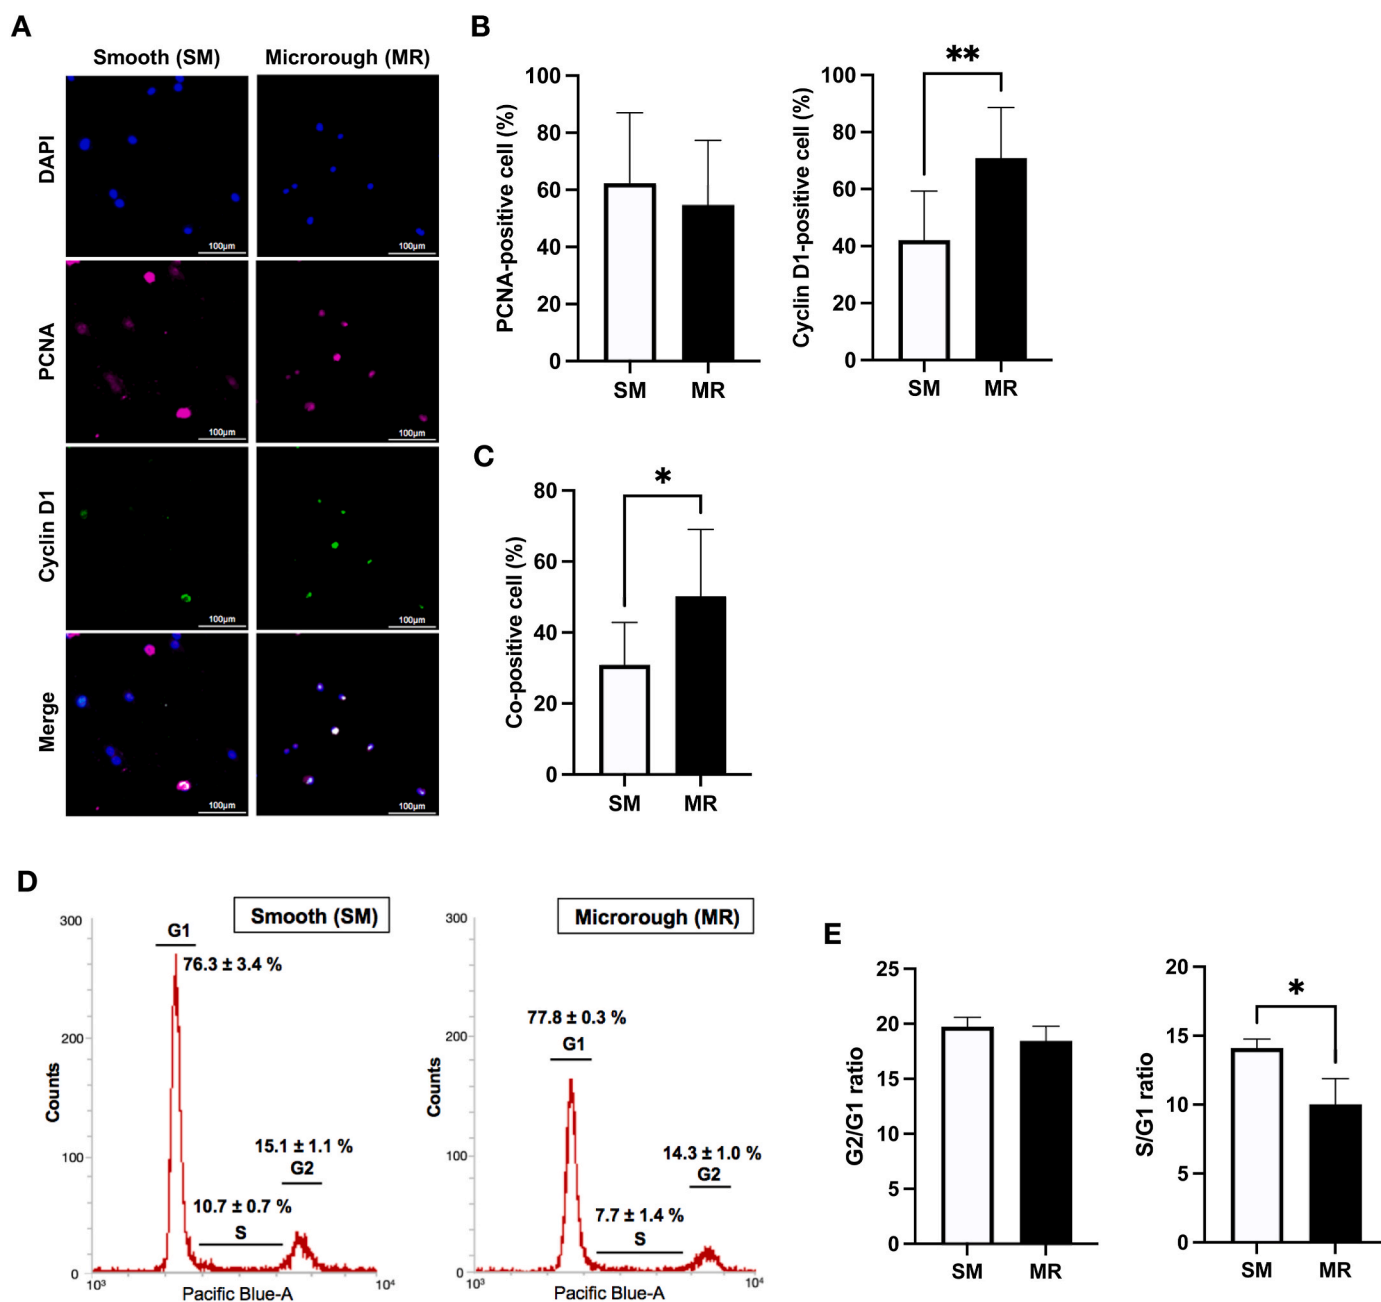 A
Smooth (SM)
Microrough (MR)
DAPI
100µm
100µm
PCNA
100µm
100µm
Cyclin D1
100µm
100µm
Merge
100µm
100µm
B
PCNA-positive cell (%)
100
80
60
40
20
0
SM
MR
Cyclin D1-positive cell (%)
**
100
80
60
40
20
0
SM
MR
C
Co-positive cell (%)
*
80
60
40
20
0
SM
MR
D
Smooth (SM)
Counts
300
200
100
0
G1
76.3 ± 3.4 %
15.1 ± 1.1 %
G2
10.7 ± 0.7 %
S
10³
10⁴
Pacific Blue-A
Microrough (MR)
Counts
300
200
100
0
77.8 ± 0.3 %
G1
14.3 ± 1.0 %
G2
7.7 ± 1.4 %
S
10³
10⁴
Pacific Blue-A
E
G2/G1 ratio
25
20
15
10
5
0
SM
MR
S/G1 ratio
*
20
15
10
5
0
SM
MR